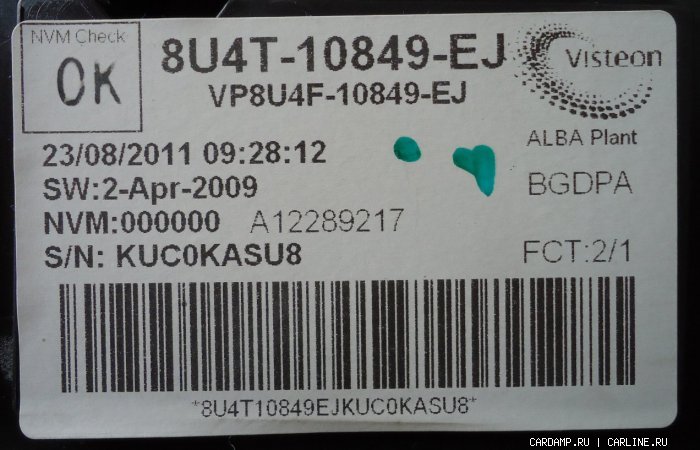 NVM Check
OK
8U4T-10849-EJ
VP8U4F-10849-EJ
Visteon
ALBA Plant
23/08/2011 09:28:12
SW:2-Apr-2009
BGDPA
NVM:000000 A12289217
S/N: KUC0KASU8
FCT:2/1
*8U4T10849EJKUC0KASU8*
CARDAMP.RU | CARLINE.RU